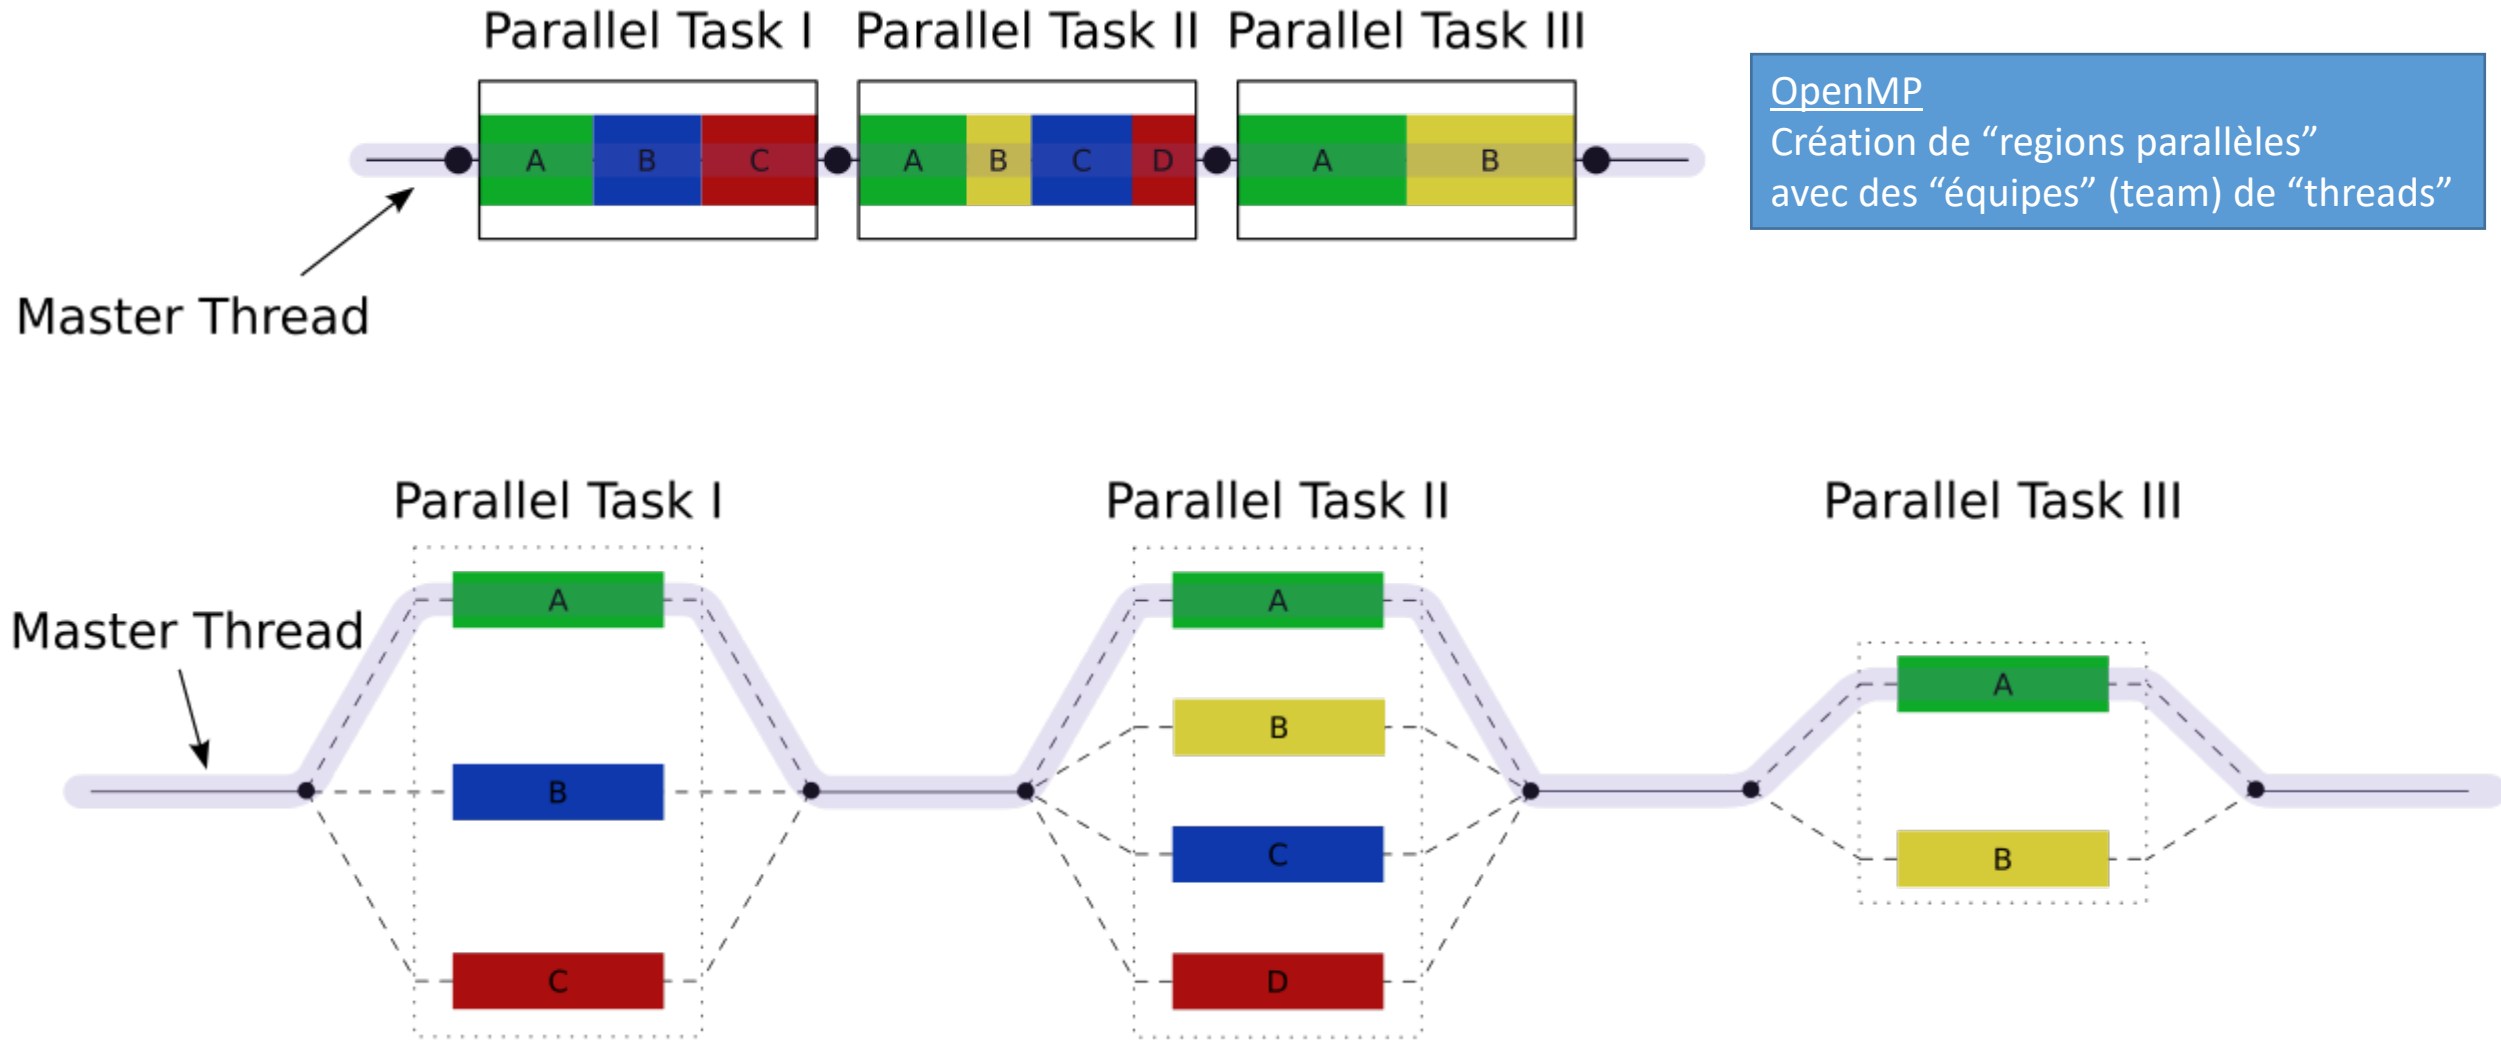 Parallel Task I Parallel Task II Parallel Task III
OpenMP
Création de “regions parallèles”
avec des “équipes” (team) de “threads”
A B C A B C D A B
Master Thread
Parallel Task I Parallel Task II Parallel Task III
Master Thread
A A A
B B B
B C
C D